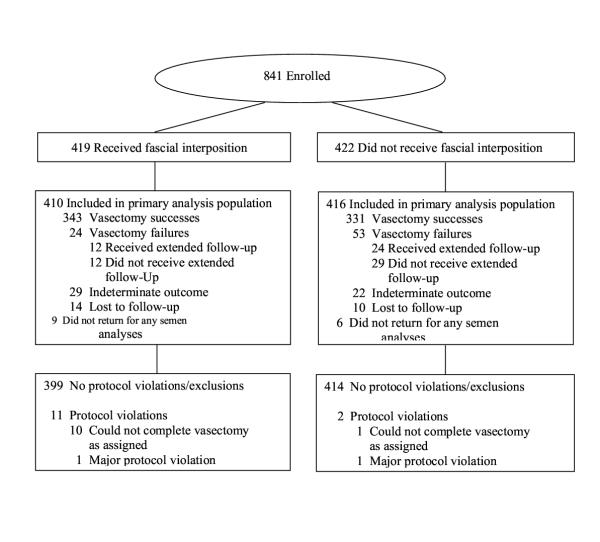 841 Enrolled
419 Received fascial interposition
422 Did not receive fascial interposition
410 Included in primary analysis population
343 Vasectomy successes
24 Vasectomy failures
12 Received extended follow-up
12 Did not receive extended
follow-Up
29 Indeterminate outcome
14 Lost to follow-up
9 Did not return for any semen
analyses
416 Included in primary analysis population
331 Vasectomy successes
53 Vasectomy failures
24 Received extended follow-up
29 Did not receive extended
follow-up
22 Indeterminate outcome
10 Lost to follow-up
6 Did not return for any semen
analyses
399 No protocol violations/exclusions
11 Protocol violations
10 Could not complete vasectomy
as assigned
1 Major protocol violation
414 No protocol violations/exclusions
2 Protocol violations
1 Could not complete vasectomy
as assigned
1 Major protocol violation